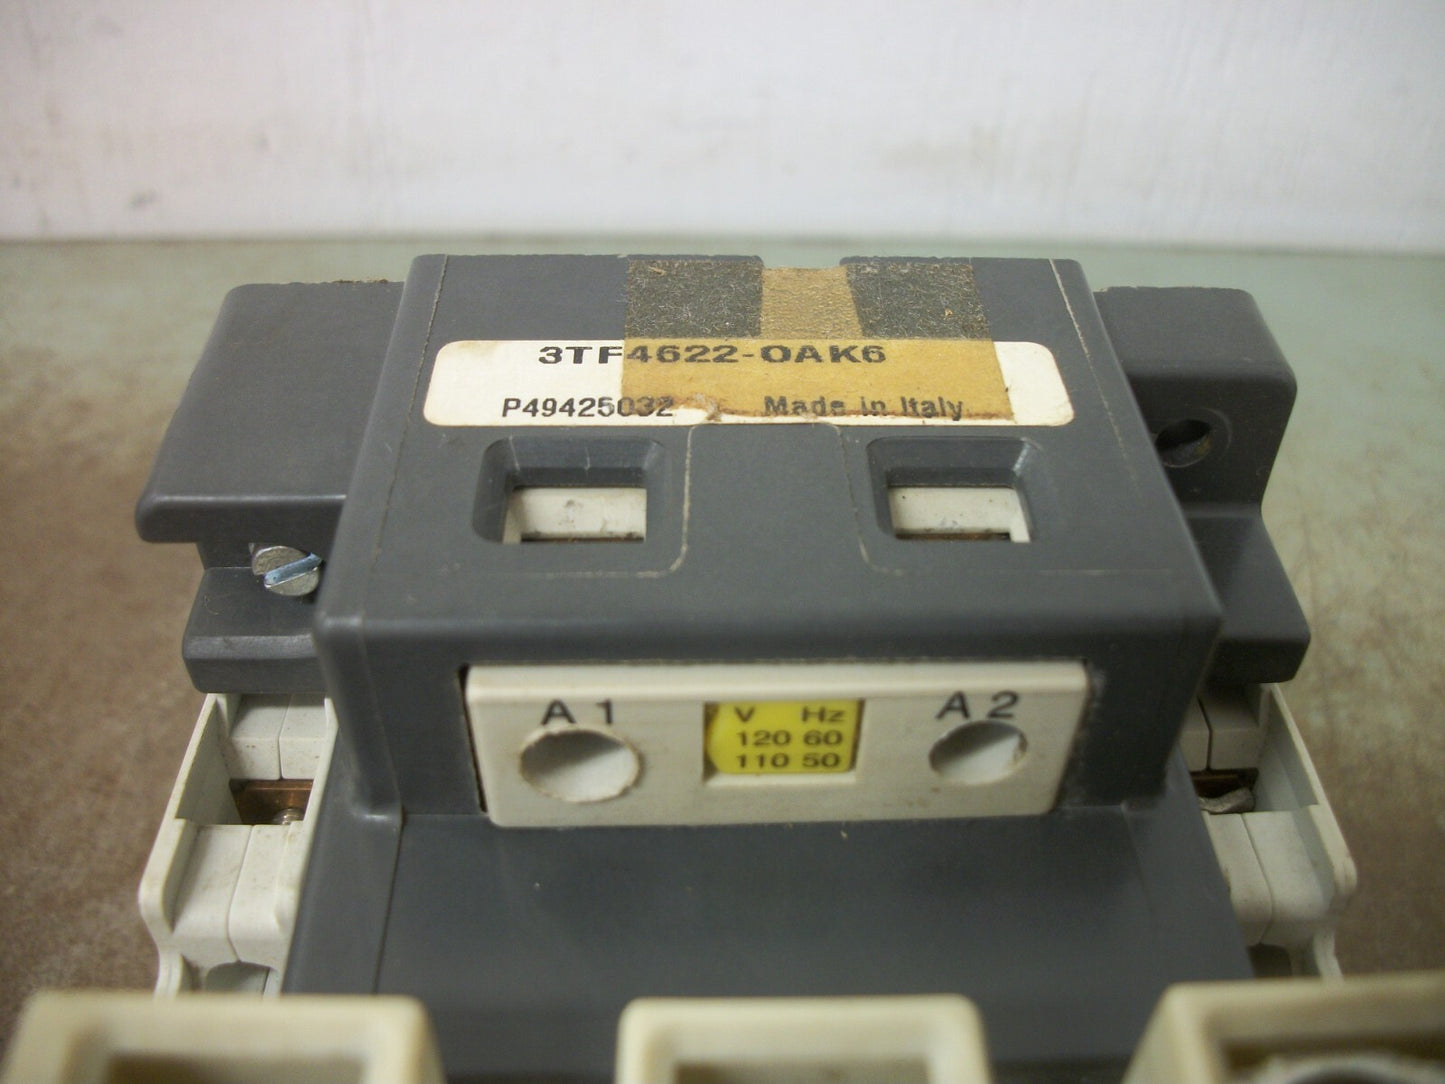 3TF4622-0AK6
P49425032 Made in Italy
A1 A2
V Hz
120 60
110 50